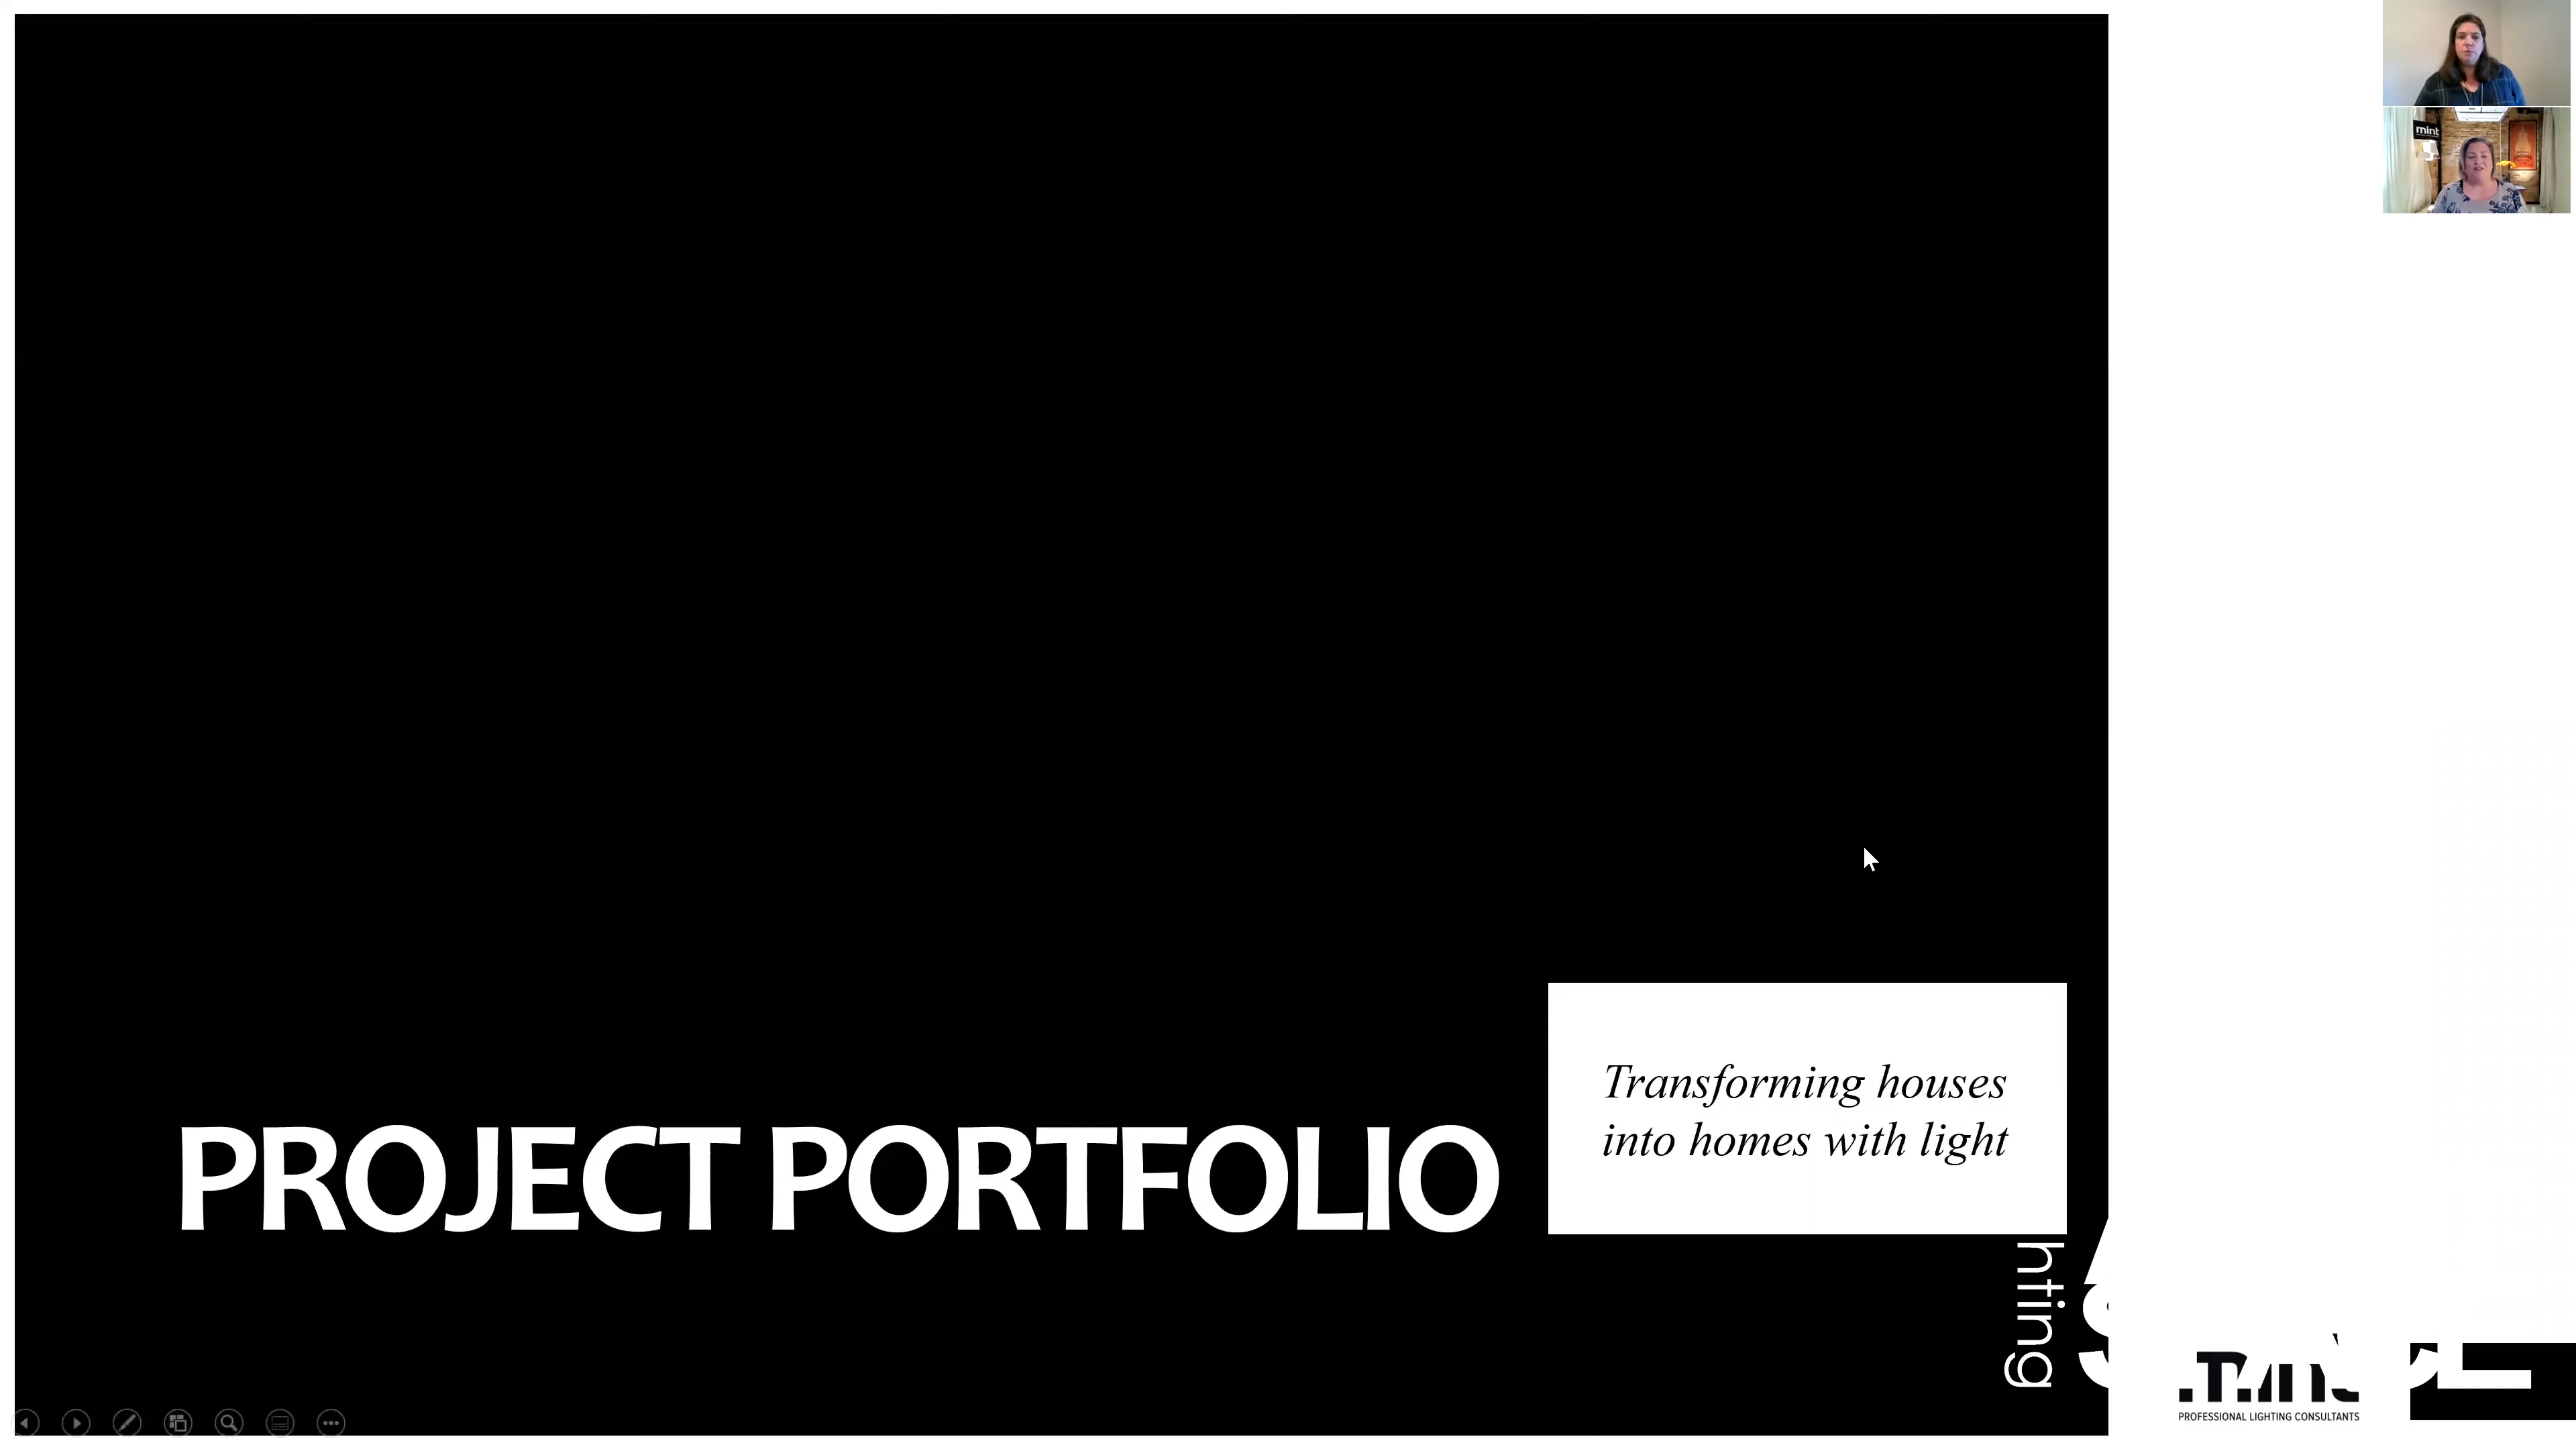 mint
PROJECT PORTFOLIO
Transforming houses
into homes with light
hting
PROFESSIONAL LIGHTING CONSULTANTS